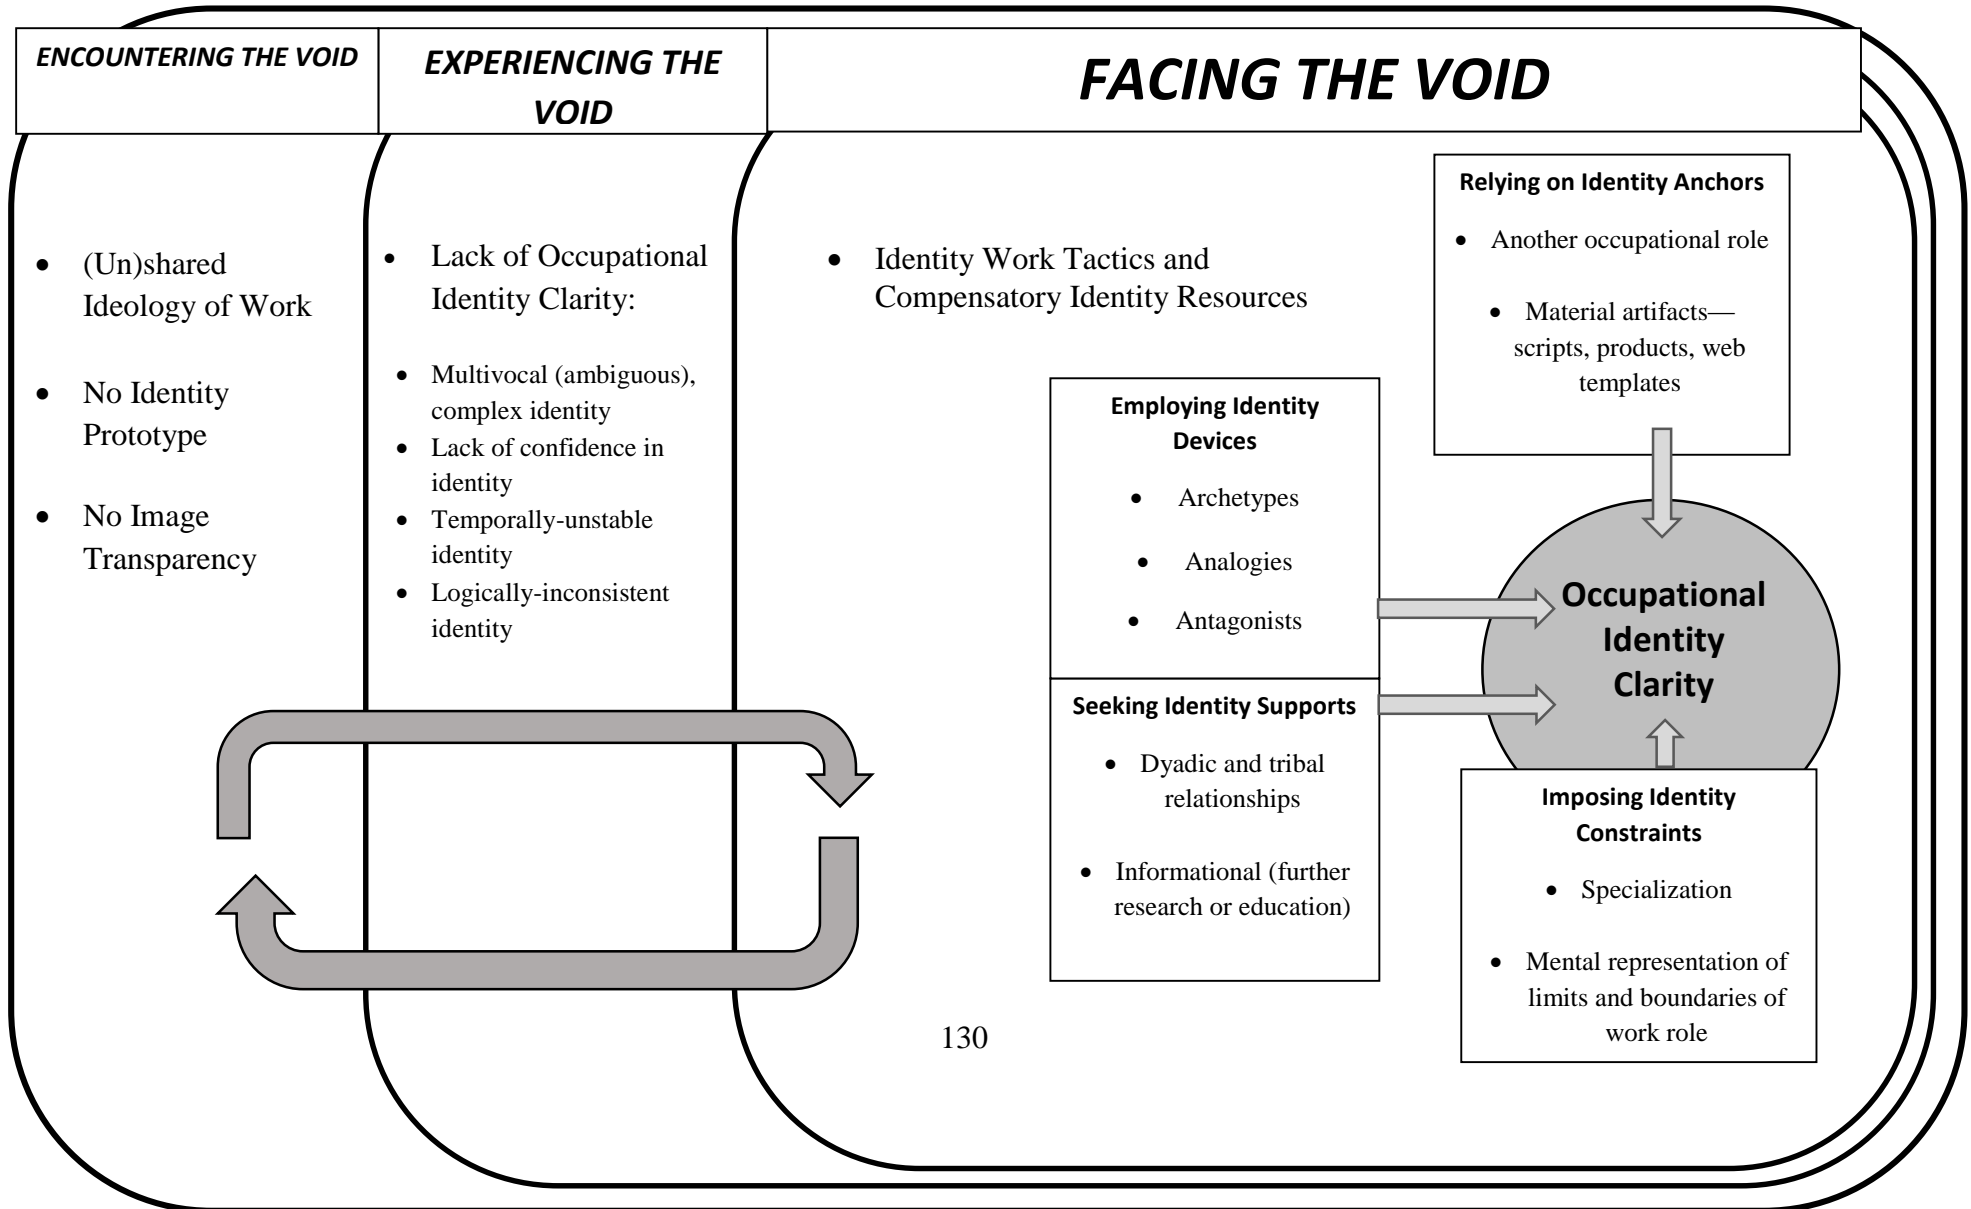 ENCOUNTERING THE VOID
EXPERIENCING THE
VOID
FACING THE VOID
• (Un)shared
Ideology of Work
• No Identity
Prototype
• No Image
Transparency
• Lack of Occupational
Identity Clarity:
• Multivocal (ambiguous),
complex identity
• Lack of confidence in
identity
• Temporally-unstable
identity
• Logically-inconsistent
identity
• Identity Work Tactics and
Compensatory Identity Resources
Relying on Identity Anchors
• Another occupational role
• Material artifacts—
scripts, products, web
templates
Employing Identity
Devices
• Archetypes
• Analogies
• Antagonists
Seeking Identity Supports
• Dyadic and tribal
relationships
• Informational (further
research or education)
Occupational
Identity
Clarity
Imposing Identity
Constraints
• Specialization
• Mental representation of
limits and boundaries of
work role
130